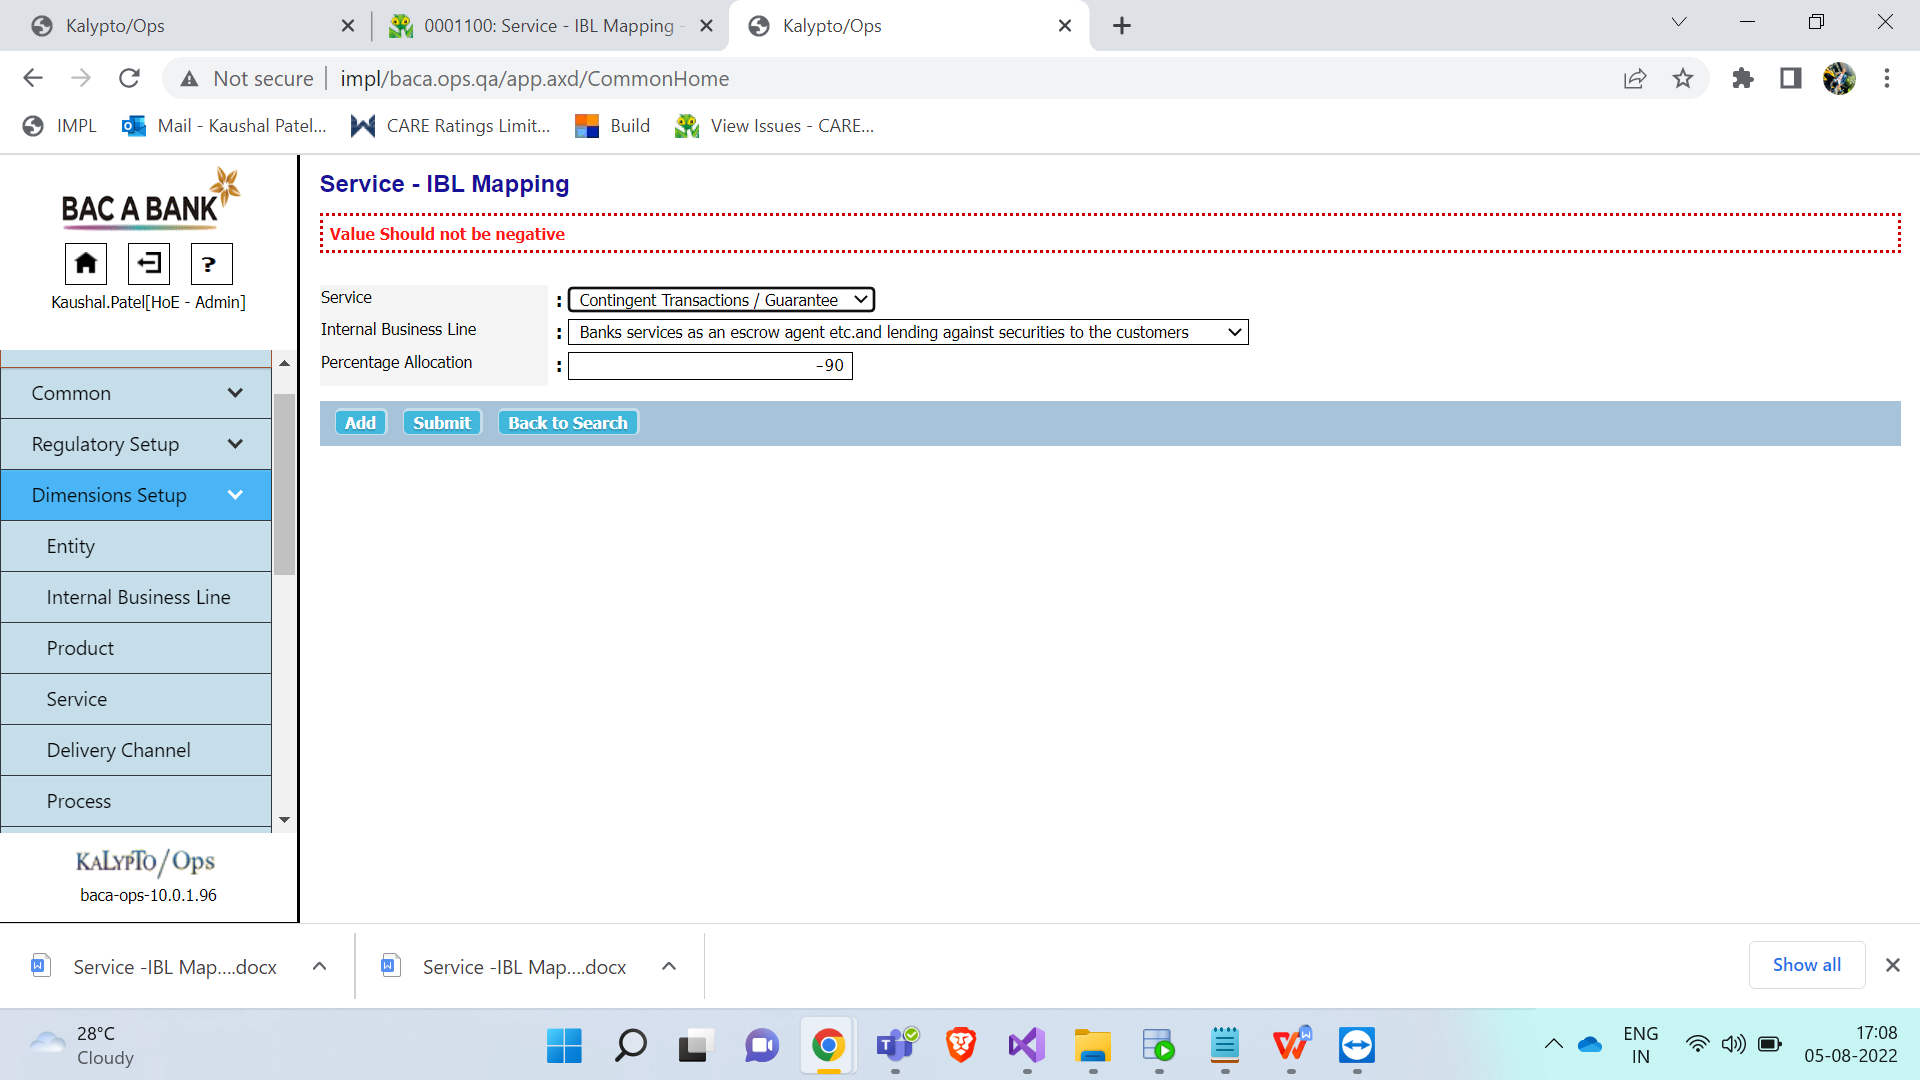 Kalypto/Ops
0001100: Service - IBL Mapping -
Kalypto/Ops
Not secure
impl/baca.ops.qa/app.axd/CommonHome
IMPL
Mail - Kaushal Patel...
CARE Ratings Limit...
Build
View Issues - CARE...
BAC A BANK
?
Kaushal.Patel[HoE - Admin]
Common
Regulatory Setup
Dimensions Setup
Entity
Internal Business Line
Product
Service
Delivery Channel
Process
KALYPTO/Ops
baca-ops-10.0.1.96
Service - IBL Mapping
Value Should not be negative
Service : Contingent Transactions / Guarantee
Internal Business Line : Banks services as an escrow agent etc.and lending against securities to the customers
Percentage Allocation : -90
Add Submit Back to Search
Service -IBL Map....docx
Service -IBL Map....docx
Show all
28°C
Cloudy
ENG
IN
17:08
05-08-2022